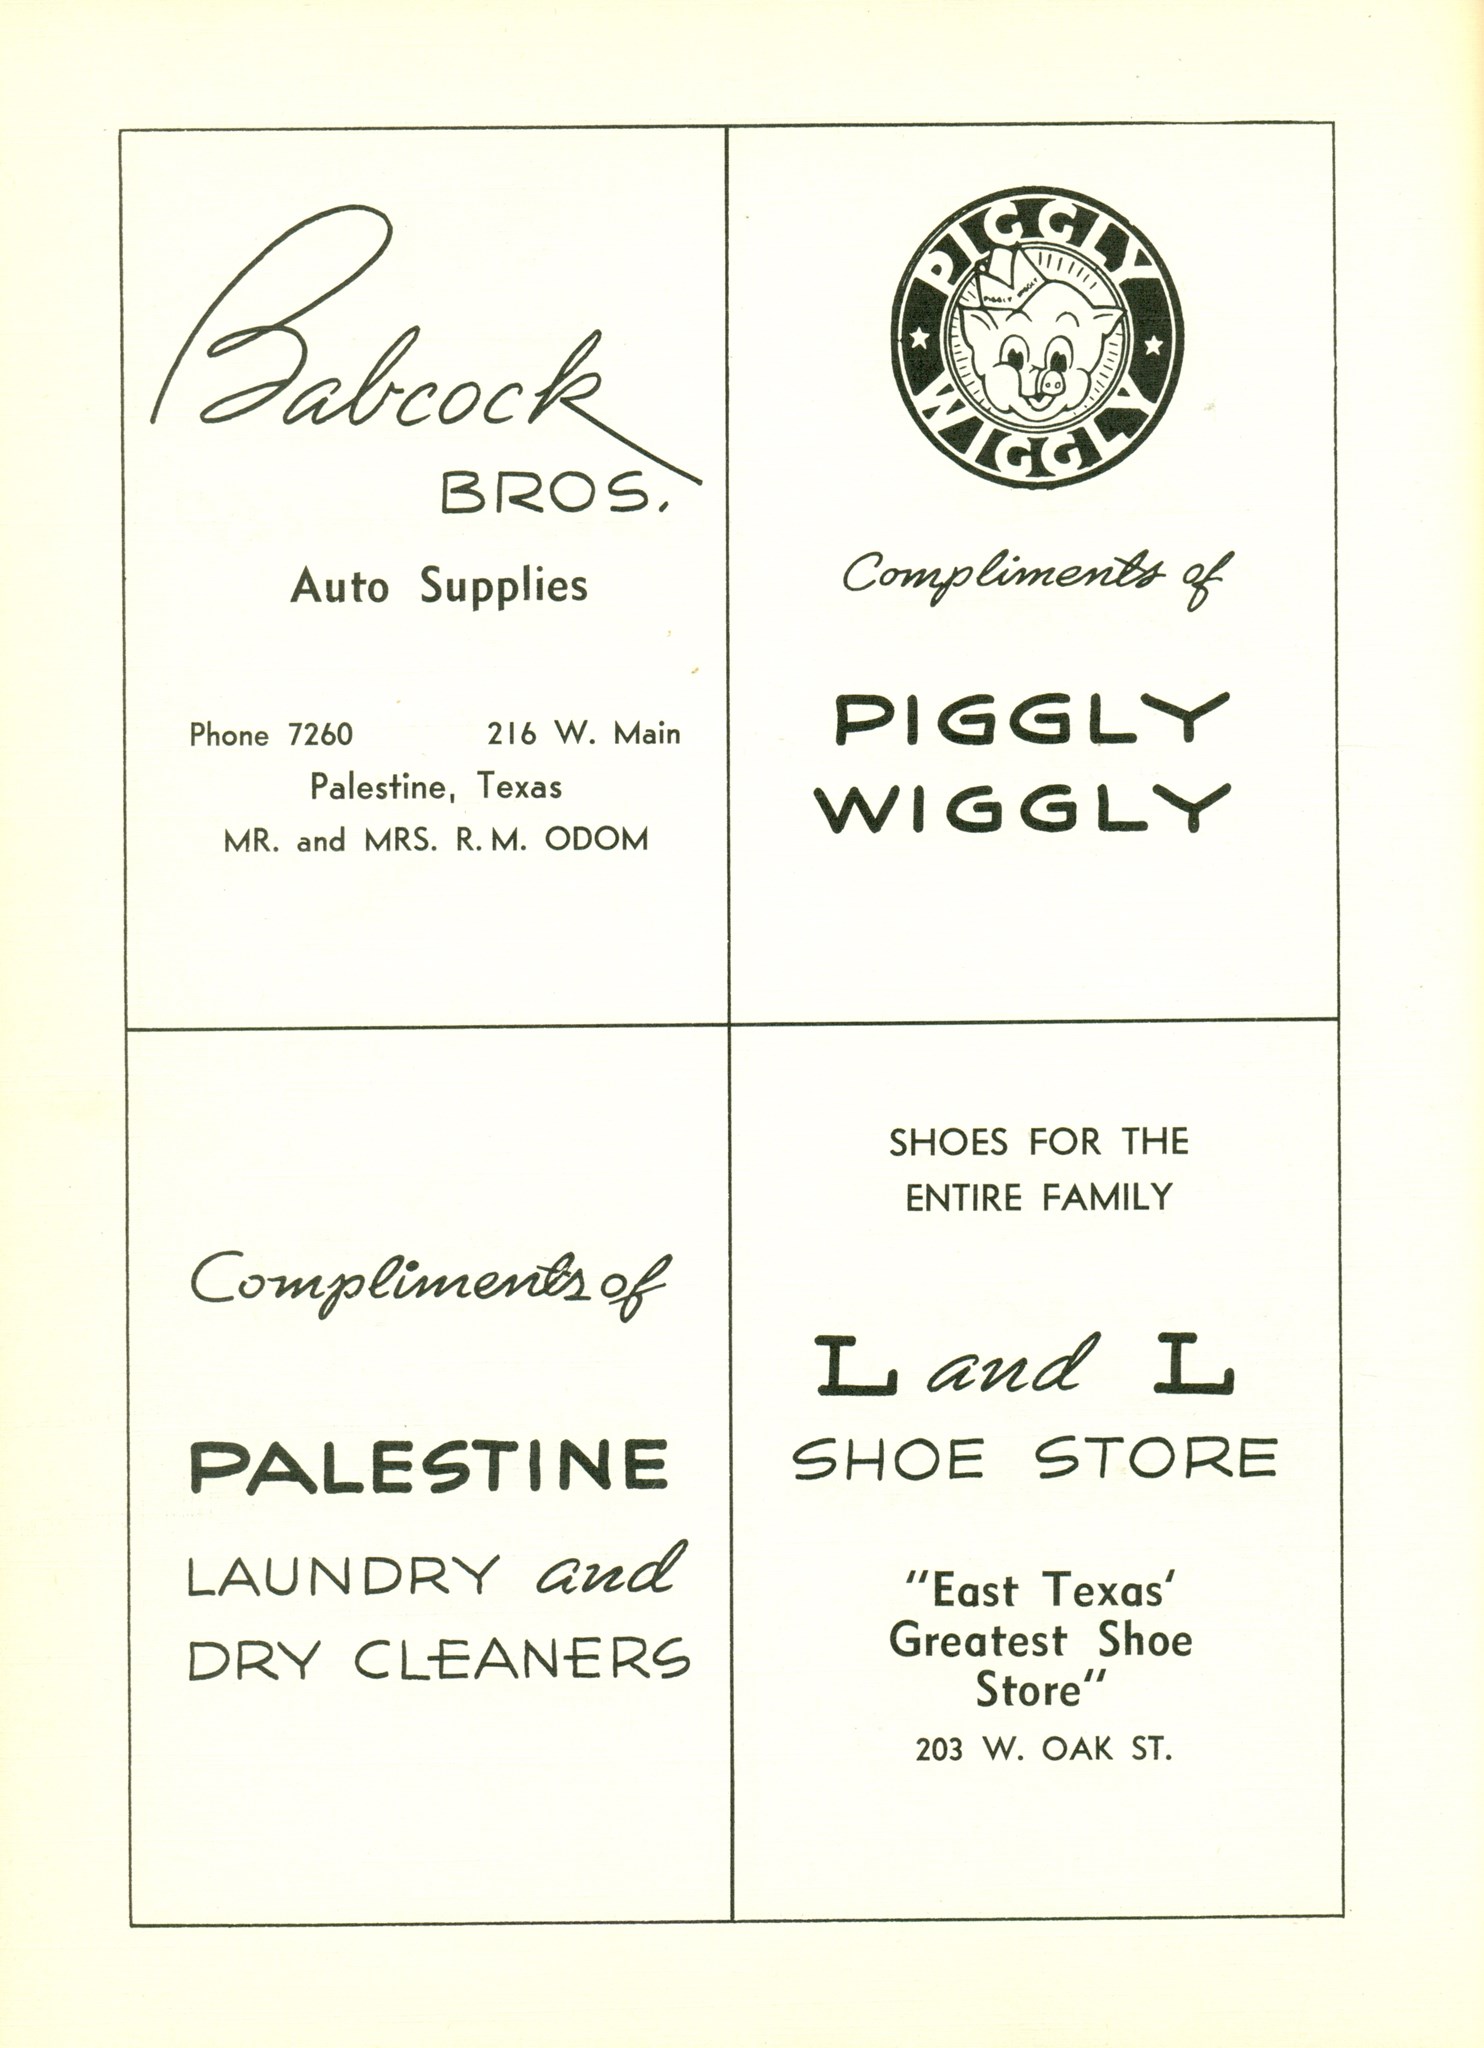 Babcock
BROS.
Auto Supplies
Phone 7260 216 W. Main
Palestine, Texas
MR. and MRS. R. M. ODOM
PIGGLY
PIGGLY WIGGLY
WIGGLY
Compliments of
PIGGLY
WIGGLY
Compliments of
PALESTINE
LAUNDRY and
DRY CLEANERS
SHOES FOR THE
ENTIRE FAMILY
L and L
SHOE STORE
"East Texas'
Greatest Shoe
Store"
203 W. OAK ST.